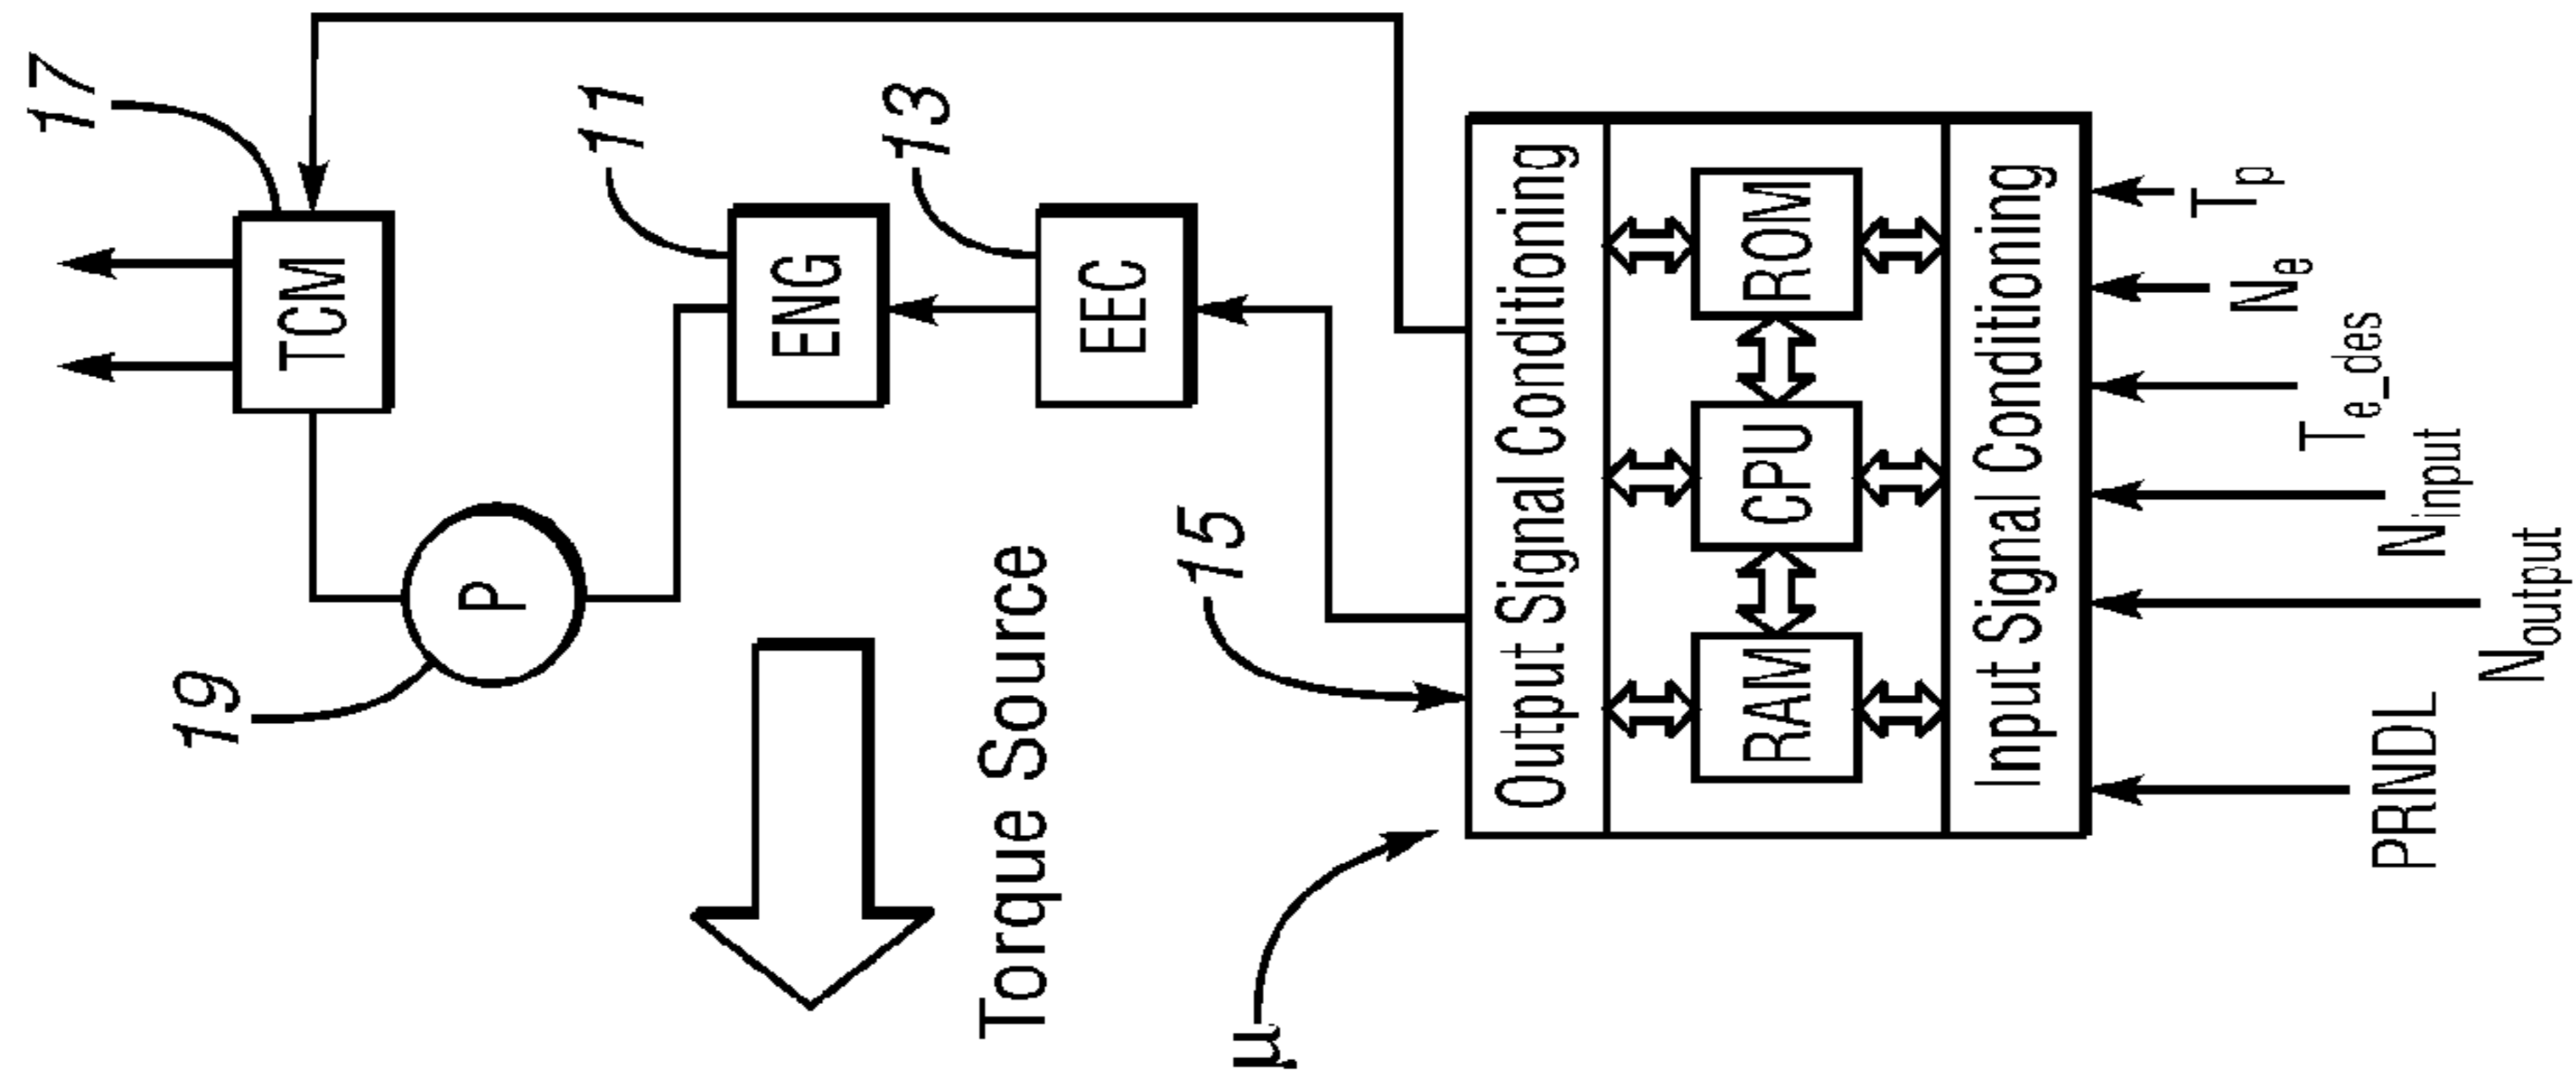 17
TCM
19
P
11
ENG
13
EEC
Torque Source
15
µ
Output Signal Conditioning
RAM
CPU
ROM
Input Signal Conditioning
PRNDL
Noutput
Ninput
Te_des
Ne
Tp